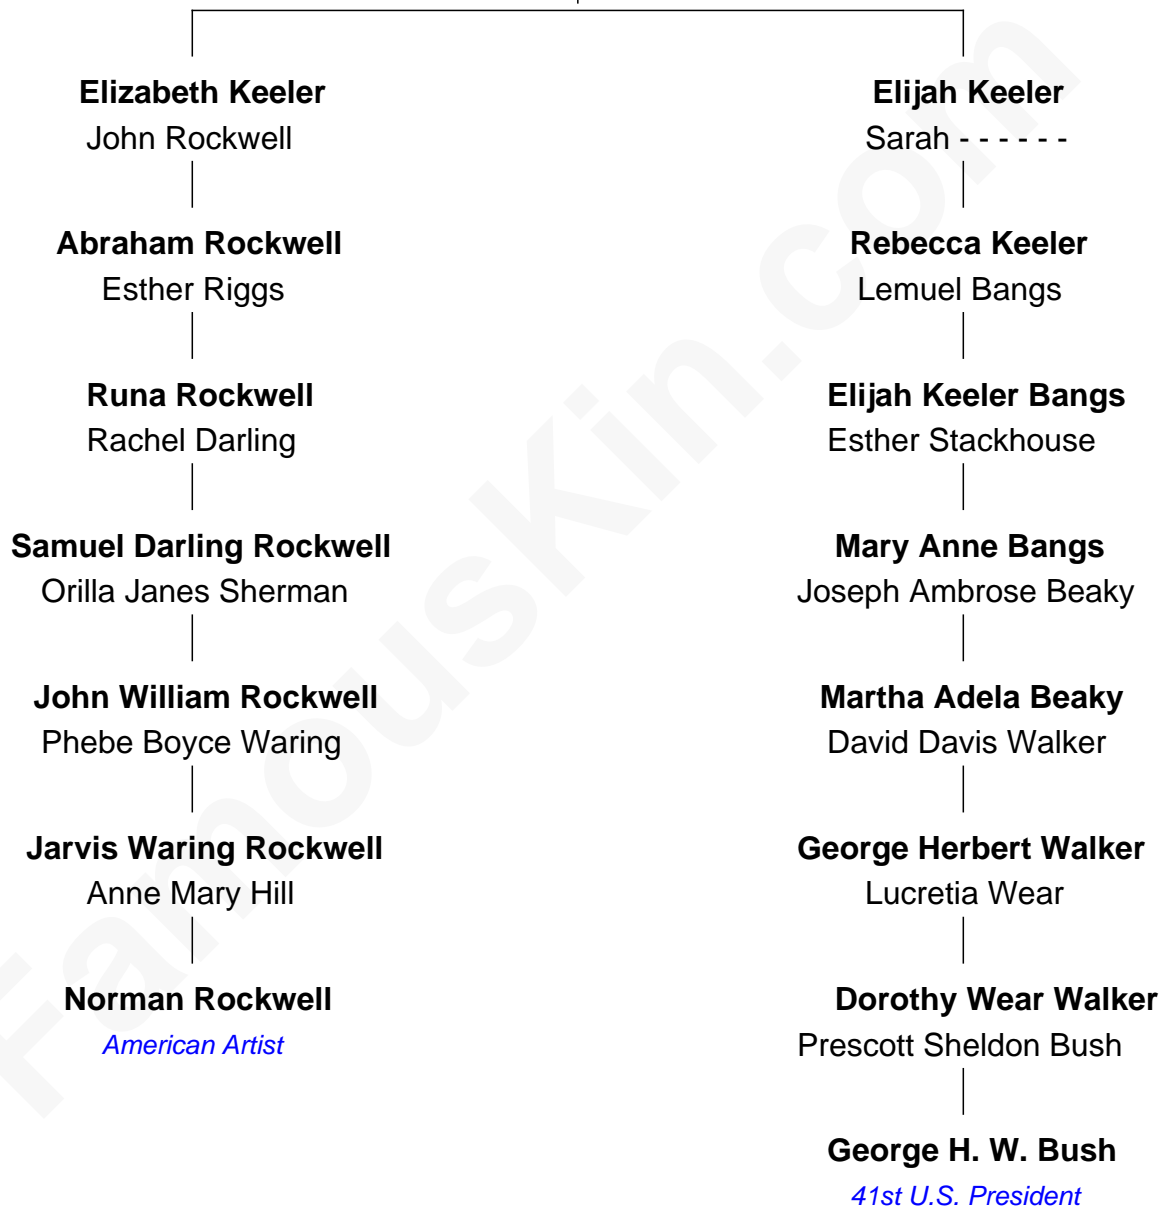 Elizabeth Keeler
John Rockwell
Abraham Rockwell
Esther Riggs
Runa Rockwell
Rachel Darling
Samuel Darling Rockwell
Orilla Janes Sherman
John William Rockwell
Phebe Boyce Waring
Jarvis Waring Rockwell
Anne Mary Hill
Norman Rockwell
American Artist
Elijah Keeler
Sarah - - - - - -
Rebecca Keeler
Lemuel Bangs
Elijah Keeler Bangs
Esther Stackhouse
Mary Anne Bangs
Joseph Ambrose Beaky
Martha Adela Beaky
David Davis Walker
George Herbert Walker
Lucretia Wear
Dorothy Wear Walker
Prescott Sheldon Bush
George H. W. Bush
41st U.S. President
FamousKin.com